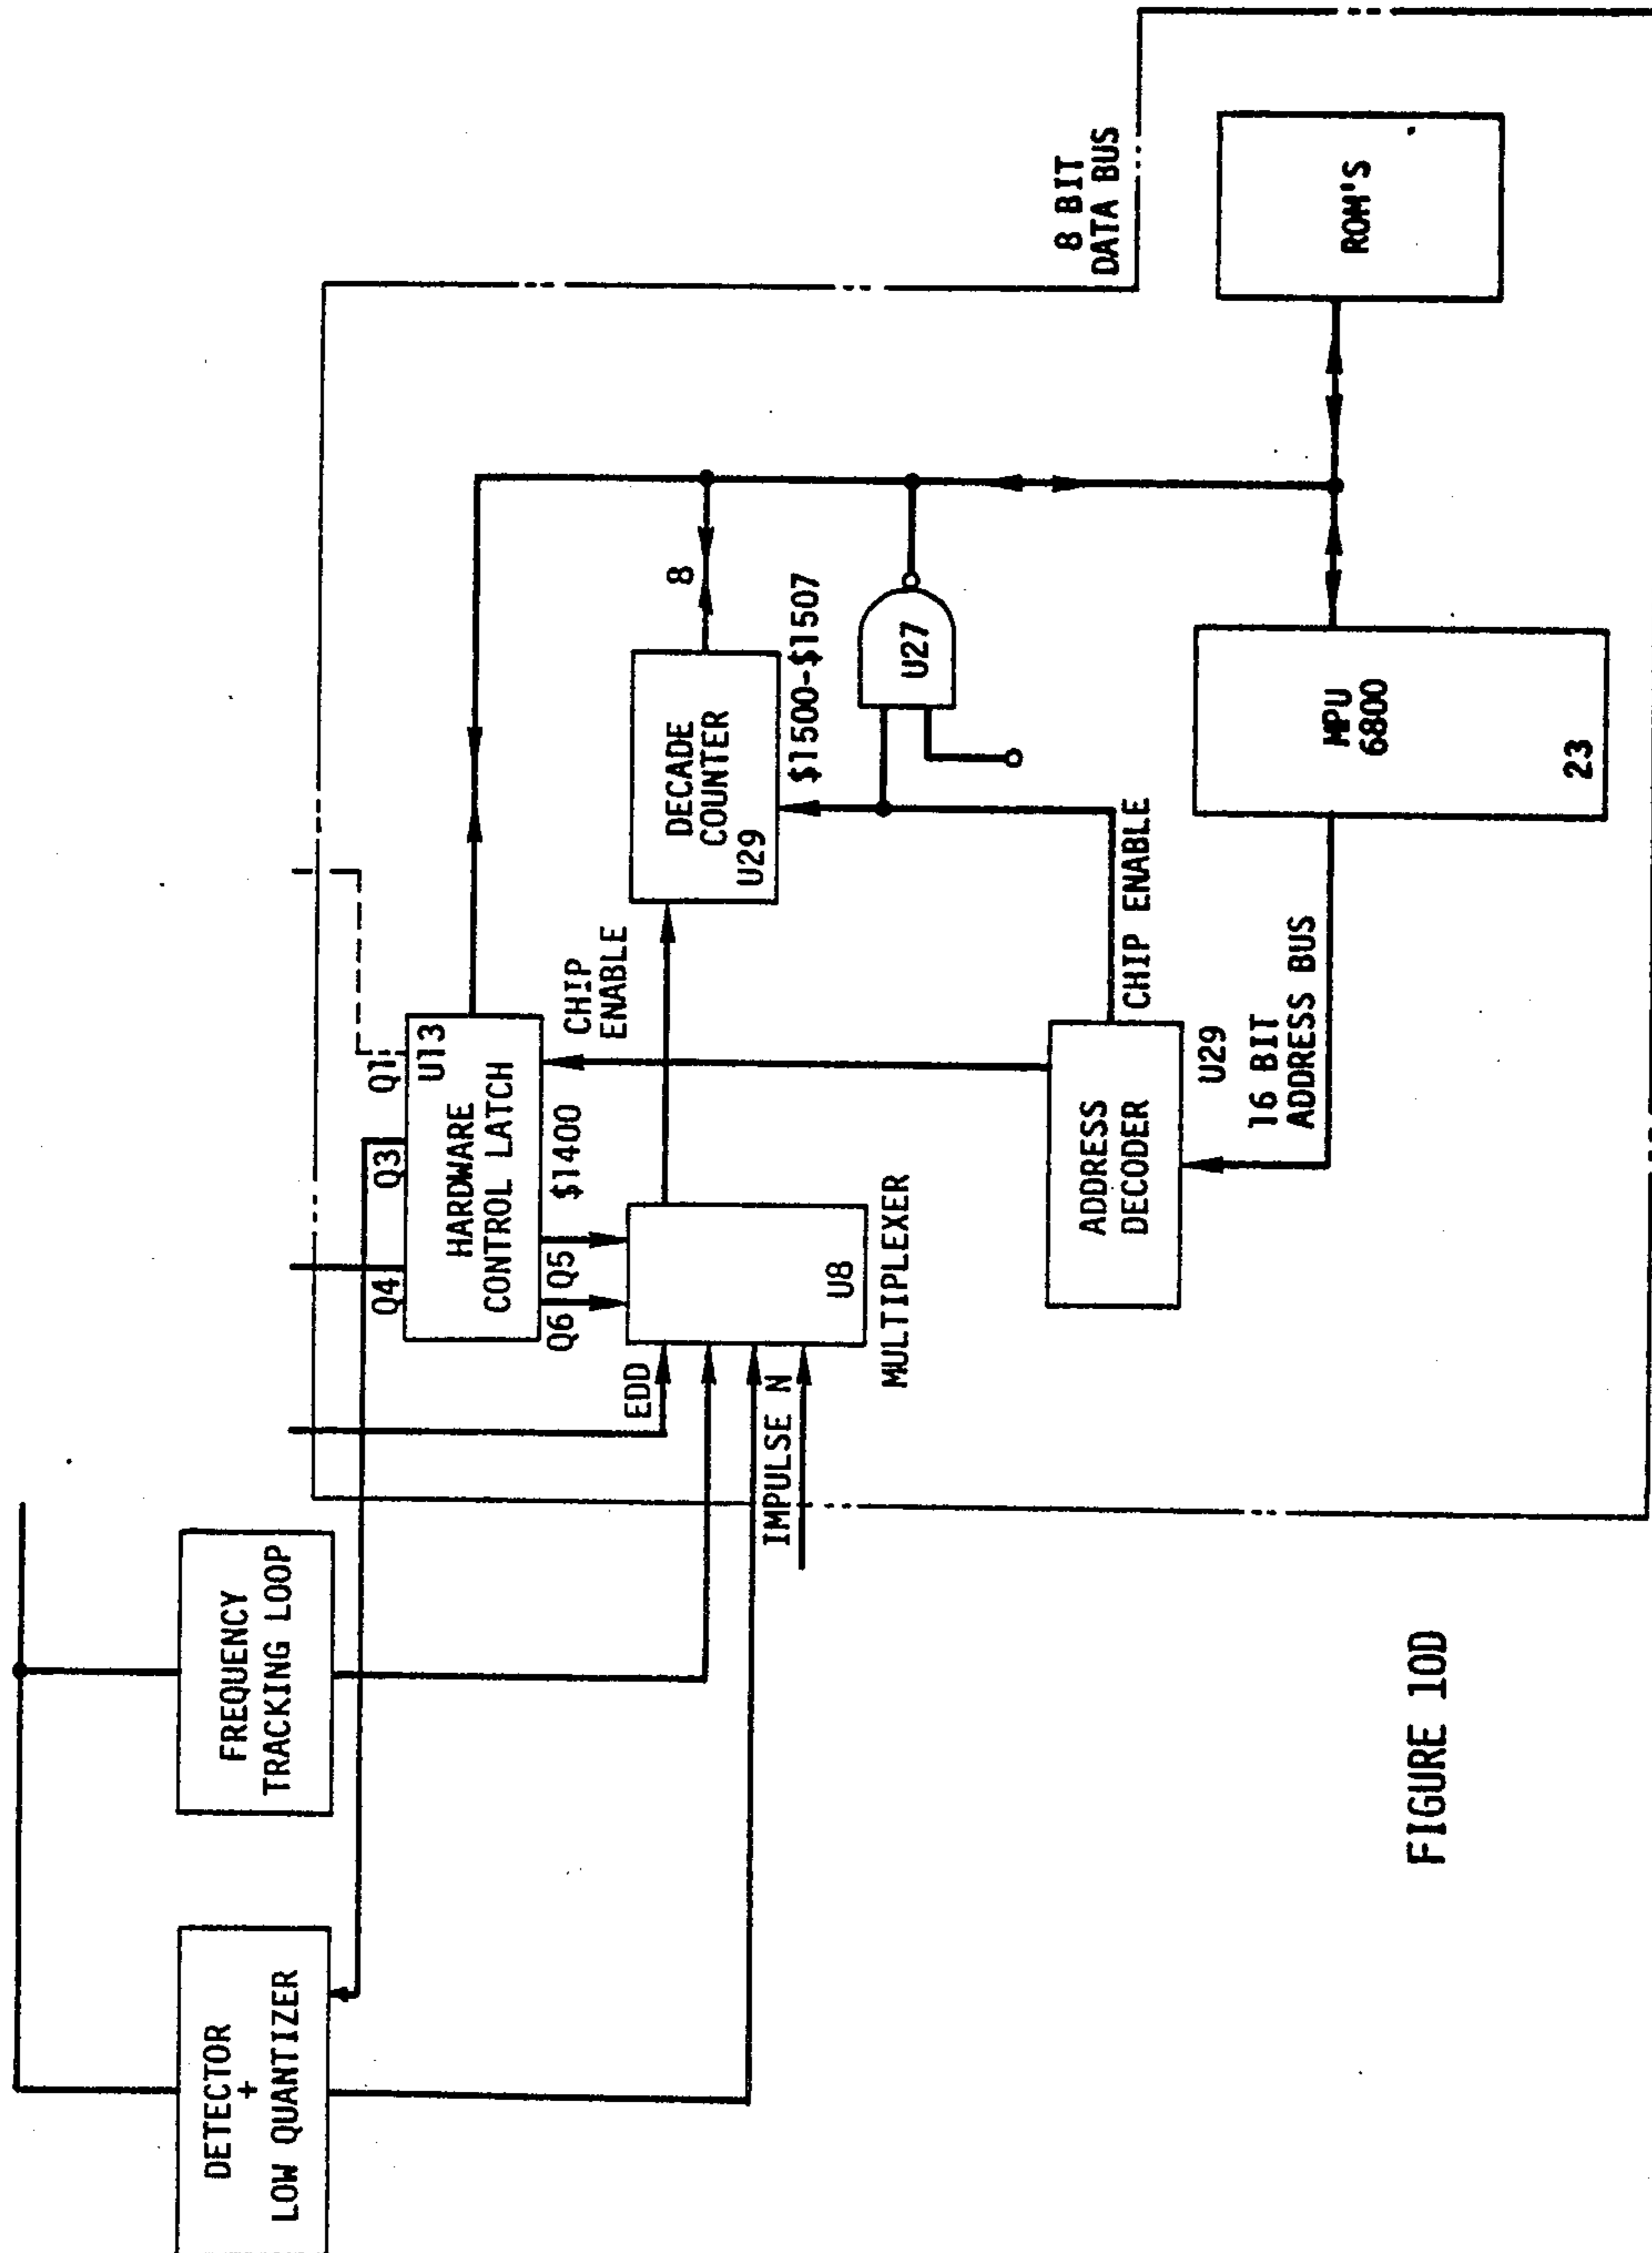 DETECTOR
+
LOW QUANTIZER
FREQUENCY
TRACKING LOOP
Q4
Q3
Q1
HARDWARE
CONTROL LATCH
U13
Q6
Q5
$1400
CHIP
ENABLE
EDD
IMPULSE N
U8
MULTIPLEXER
DECADE
COUNTER
U29
8
$1500-$1507
U27
8 BIT
DATA BUS
ADDRESS
DECODER
U29
CHIP ENABLE
16 BIT
ADDRESS BUS
MPU
6800
23
ROM'S
FIGURE 10D